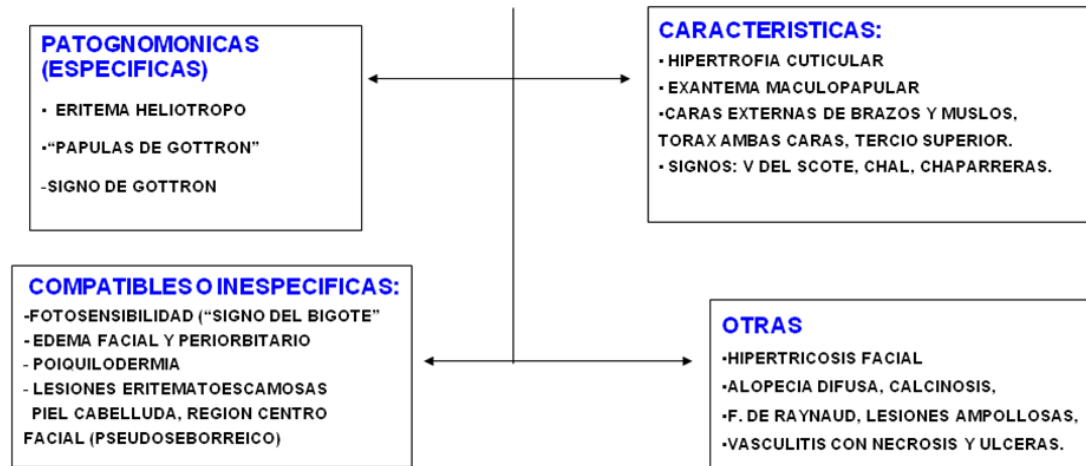 PATOGNOMONICAS
(ESPECIFICAS)
▪ ERITEMA HELIOTROPO
▪“PAPULAS DE GOTTRON”
-SIGNO DE GOTTRON
CARACTERISTICAS:
▪ HIPERTROFIA CUTICULAR
▪ EXANTEMA MACULOPAPULAR
▪CARAS EXTERNAS DE BRAZOS Y MUSLOS,
TORAX AMBAS CARAS, TERCIO SUPERIOR.
▪ SIGNOS: V DEL SCOTE, CHAL, CHAPARRERAS.
COMPATIBLES O INESPECIFICAS:
-FOTOSENSIBILIDAD (“SIGNO DEL BIGOTE”
- EDEMA FACIAL Y PERIORBITARIO
- POIQUILODERMIA
- LESIONES ERITEMATOESCAMOSAS
PIEL CABELLUDA, REGION CENTRO
FACIAL (PSEUDOSEBORREICO)
OTRAS
▪HIPERTRICOSIS FACIAL
▪ALOPECIA DIFUSA, CALCINOSIS,
▪F. DE RAYNAUD, LESIONES AMPOLLOSAS,
▪VASCULITIS CON NECROSIS Y ULCERAS.